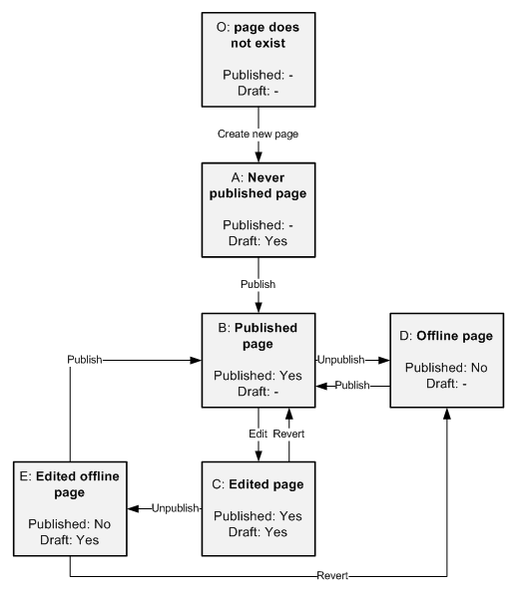 O: page does
not exist
Published: -
Draft: -
Create new page
A: Never
published page
Published: -
Draft: Yes
Publish
B: Published
page
Published: Yes
Draft: -
Unpublish
Publish
D: Offline page
Published: No
Draft: -
Publish
Edit
Revert
E: Edited offline
page
Published: No
Draft: Yes
Unpublish
C: Edited page
Published: Yes
Draft: Yes
Revert